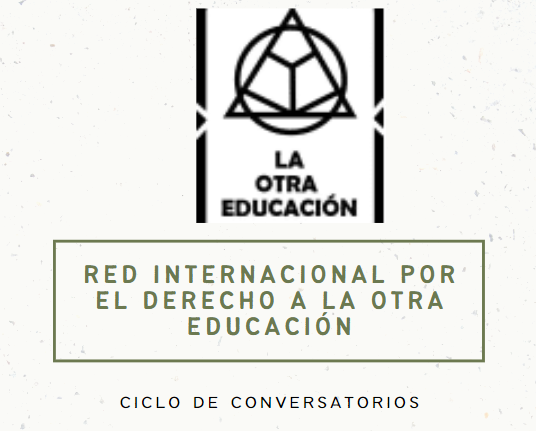 LA
OTRA
EDUCACIÓN
RED INTERNACIONAL POR
EL DERECHO A LA OTRA
EDUCACIÓN
CICLO DE CONVERSATORIOS